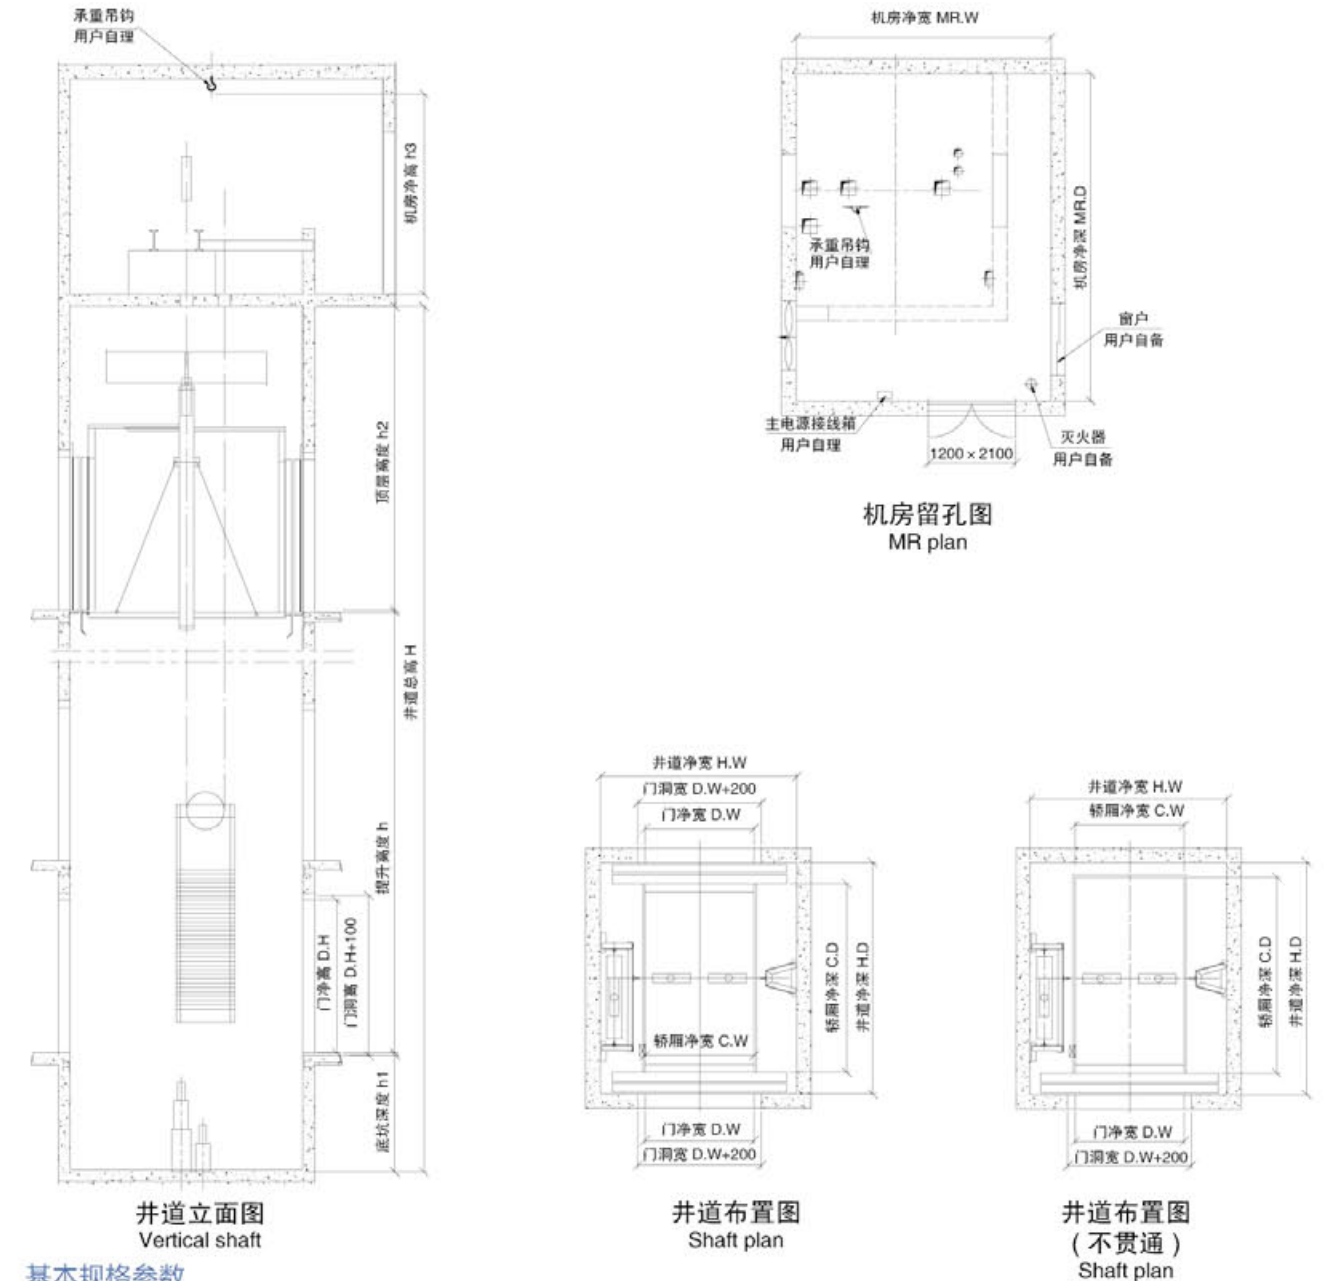 承重吊钩
用户自理
机房净高 h3
顶层高度 h2
井道总高 H
提升高度 h
门净高 D.H
门洞高 D.H+100
底坑深度 h1
井道立面图
Vertical shaft
机房净宽 MR.W
机房净深 MR.D
承重吊钩
用户自理
窗户
用户自备
主电源接线箱
用户自理
1200 × 2100
灭火器
用户自备
机房留孔图
MR plan
井道净宽 H.W
门洞宽 D.W+200
门净宽 D.W
轿厢净深 C.D
井道净深 H.D
轿厢净宽 C.W
门净宽 D.W
门洞宽 D.W+200
井道布置图
Shaft plan
井道净宽 H.W
轿厢净宽 C.W
轿厢净深 C.D
井道净深 H.D
门净宽 D.W
门洞宽 D.W+200
井道布置图
（不贯通）
Shaft plan
基本规格参数